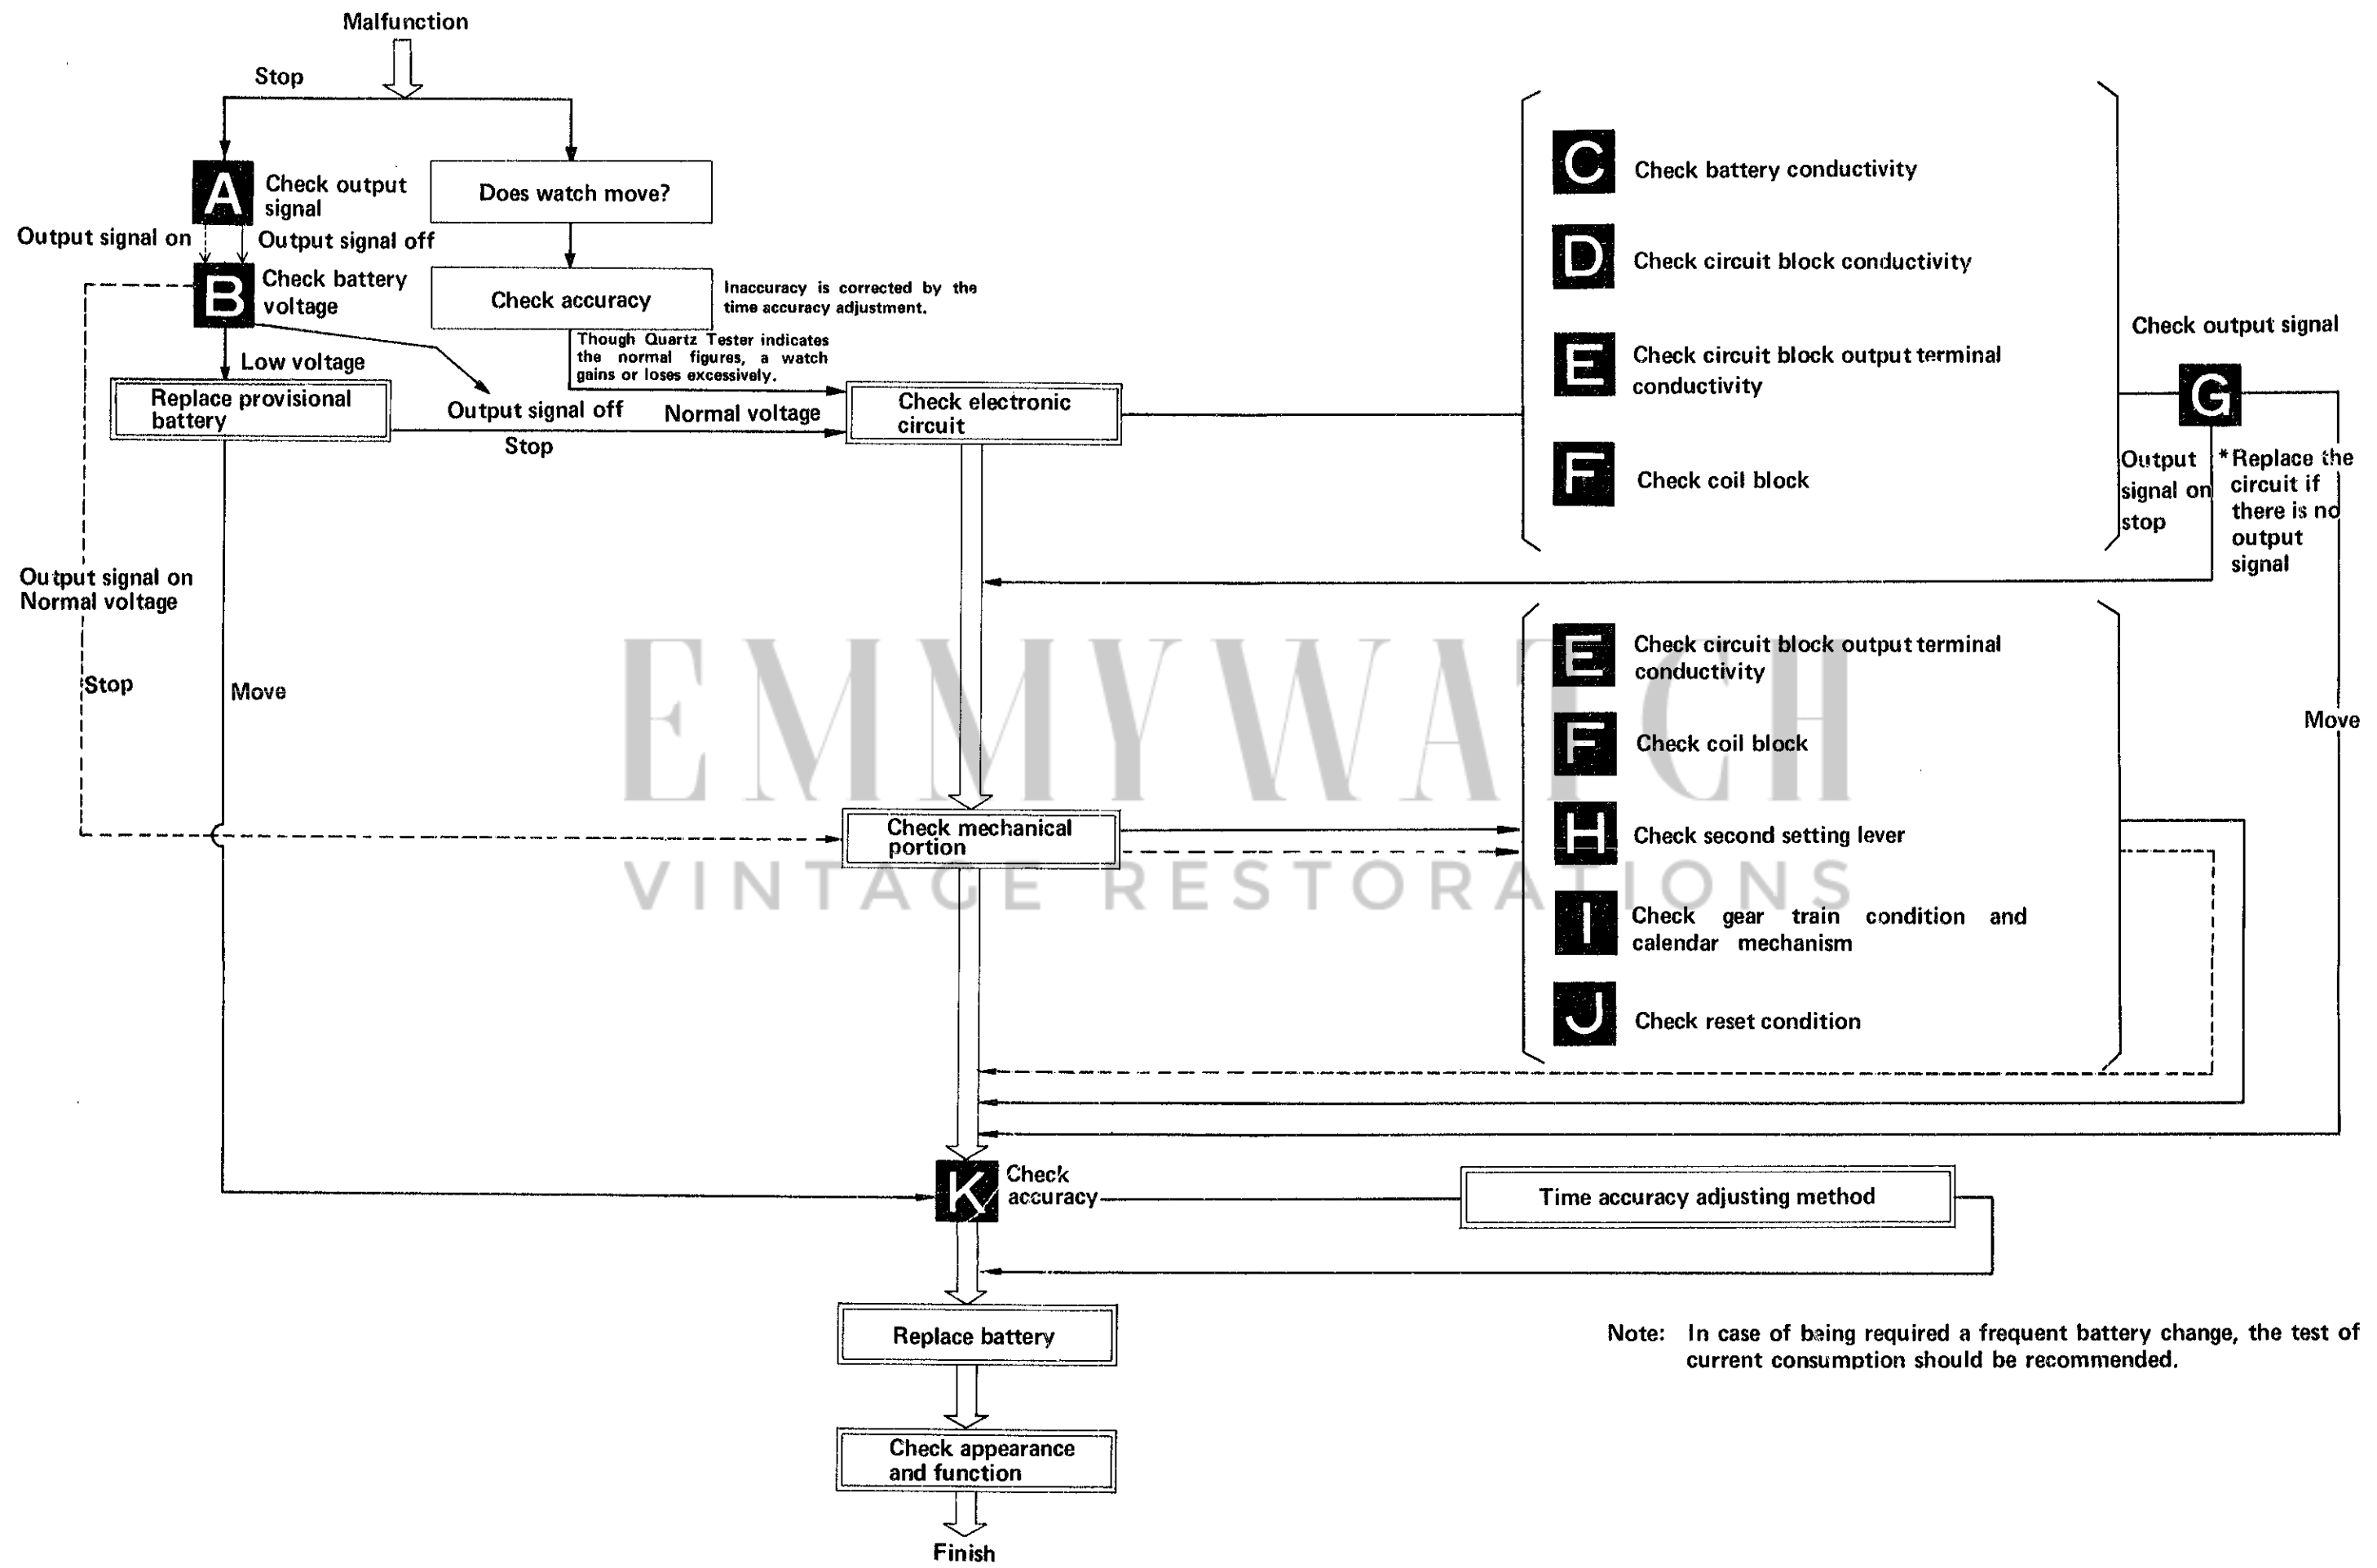 Malfunction
Stop
A
Check output
signal
Does watch move?
Output signal on
Output signal off
B
Check battery
voltage
Check accuracy
Inaccuracy is corrected by the
time accuracy adjustment.
Though Quartz Tester indicates
the normal figures, a watch
gains or loses excessively.
Low voltage
Replace provisional
battery
Output signal off
Normal voltage
Stop
Check electronic
circuit
C
Check battery conductivity
D
Check circuit block conductivity
E
Check circuit block output terminal
conductivity
F
Check coil block
Check output signal
G
Output
signal on
stop
*Replace the
circuit if
there is no
output
signal
Output signal on
Normal voltage
Stop
Move
EMMYWATCH
VINTAGE RESTORATIONS
Check mechanical
portion
E
Check circuit block output terminal
conductivity
F
Check coil block
H
Check second setting lever
I
Check gear train condition and
calendar mechanism
J
Check reset condition
Move
K
Check
accuracy
Time accuracy adjusting method
Replace battery
Note: In case of being required a frequent battery change, the test of
current consumption should be recommended.
Check appearance
and function
Finish